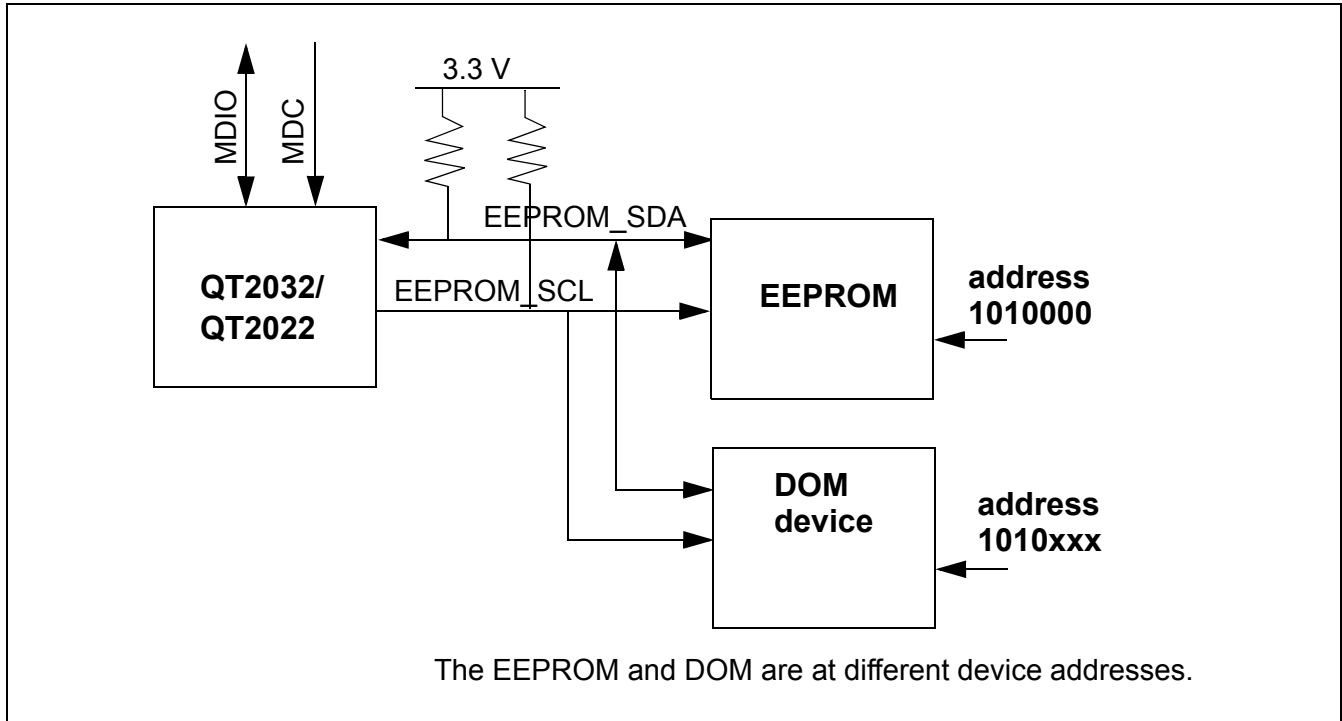 3.3 V
MDIO
MDC
EEPROM_SDA
QT2032/
QT2022
EEPROM_SCL
EEPROM
address
1010000
DOM
device
address
1010xxx
The EEPROM and DOM are at different device addresses.